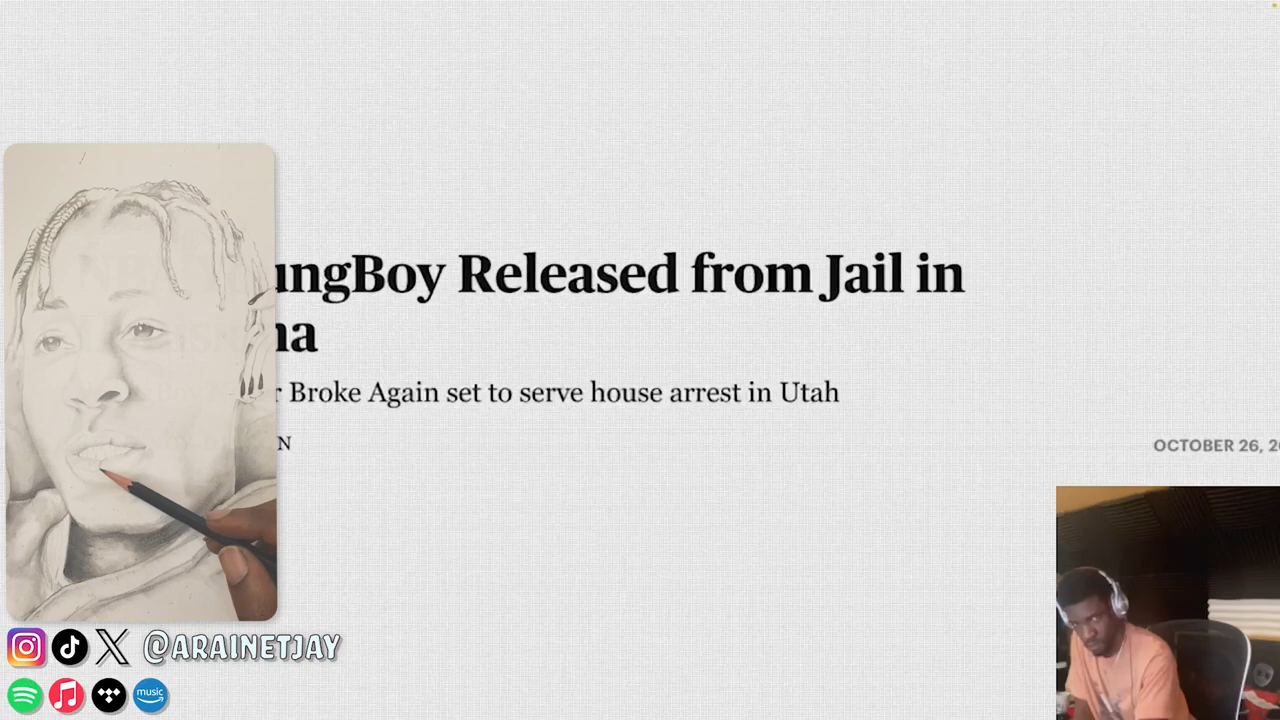 ungBoy Released from Jail in
na
r Broke Again set to serve house arrest in Utah
N
OCTOBER 26, 2
@ARAINETJAY
music